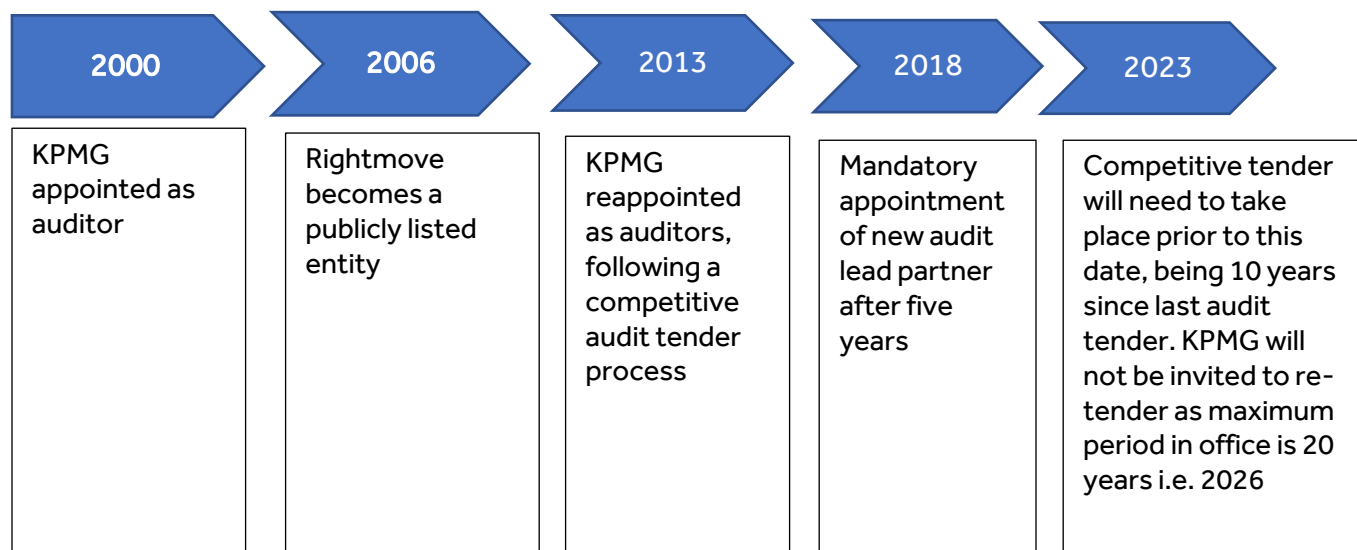 2000
KPMG
appointed as
auditor
2006
Rightmove
becomes a
publicly listed
entity
2013
KPMG
reappointed
as auditors,
following a
competitive
audit tender
process
2018
Mandatory
appointment
of new audit
lead partner
after five
years
2023
Competitive tender
will need to take
place prior to this
date, being 10 years
since last audit
tender. KPMG will
not be invited to re-
tender as maximum
period in office is 20
years i.e. 2026